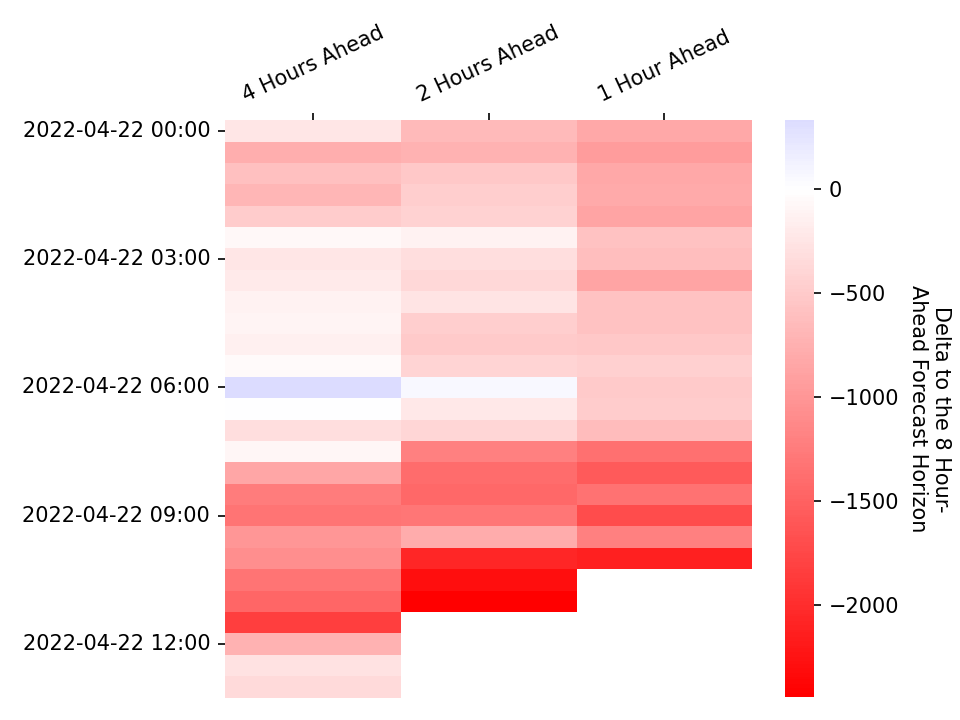 4 Hours Ahead
2 Hours Ahead
1 Hour Ahead
2022-04-22 00:00
2022-04-22 03:00
2022-04-22 06:00
2022-04-22 09:00
2022-04-22 12:00
0
−500
−1000
−1500
−2000
Delta to the 8 Hour-
Ahead Forecast Horizon